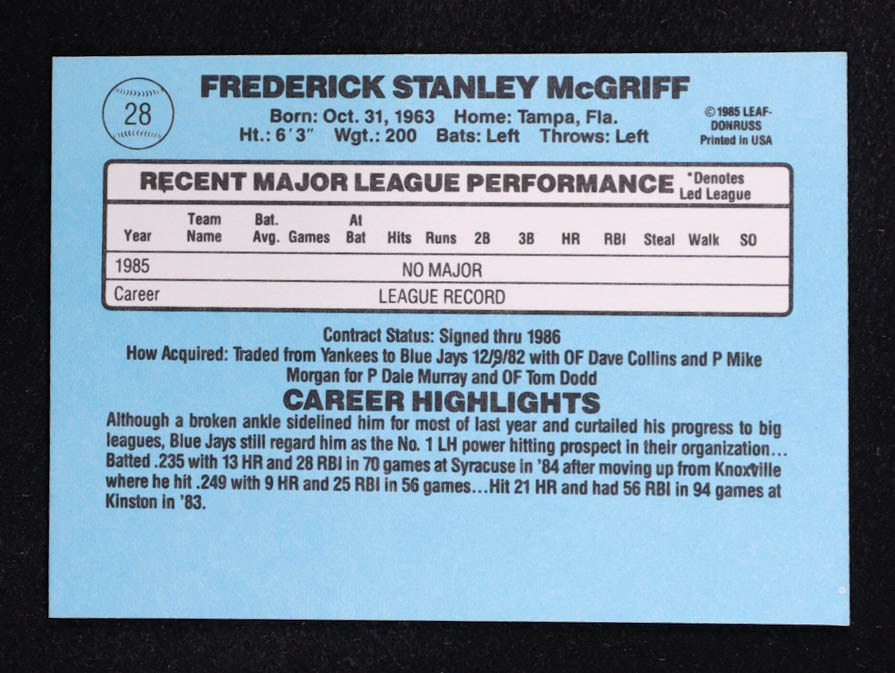 28
FREDERICK STANLEY McGRIFF
Born: Oct. 31, 1963 Home: Tampa, Fla.
Ht.: 6'3" Wgt.: 200 Bats: Left Throws: Left
©1985 LEAF-
DONRUSS
Printed in USA
RECENT MAJOR LEAGUE PERFORMANCE
*Denotes
Led League
Year Team Name Bat. Avg. Games At Bat Hits Runs 2B 3B HR RBI Steal Walk SO
1985 NO MAJOR
Career LEAGUE RECORD
Contract Status: Signed thru 1986
How Acquired: Traded from Yankees to Blue Jays 12/9/82 with OF Dave Collins and P Mike
Morgan for P Dale Murray and OF Tom Dodd
CAREER HIGHLIGHTS
Although a broken ankle sidelined him for most of last year and curtailed his progress to big
leagues, Blue Jays still regard him as the No. 1 LH power hitting prospect in their organization...
Batted .235 with 13 HR and 28 RBI in 70 games at Syracuse in '84 after moving up from Knoxville
where he hit .249 with 9 HR and 25 RBI in 56 games...Hit 21 HR and had 56 RBI in 94 games at
Kinston in '83.